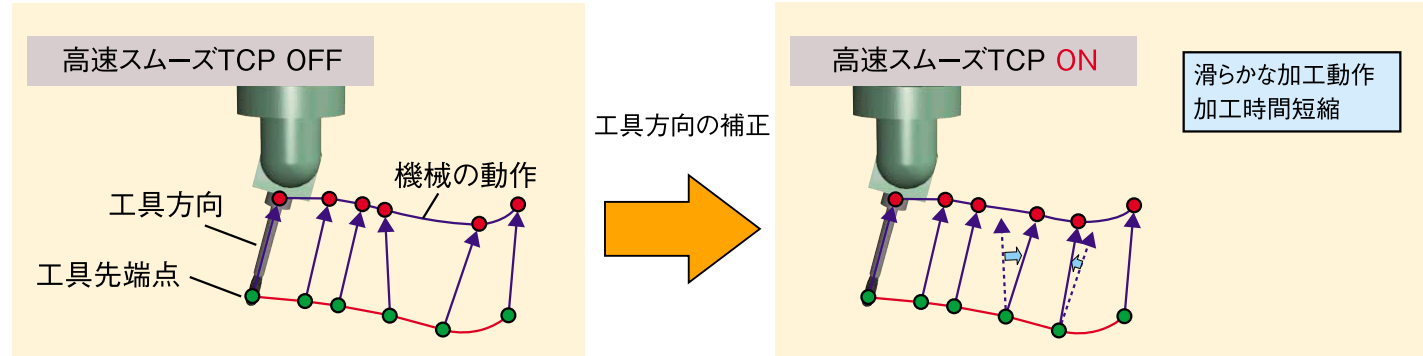 高速スムーズTCP OFF
機械の動作
工具方向
工具先端点
工具方向の補正
高速スムーズTCP ON
滑らかな加工動作
加工時間短縮